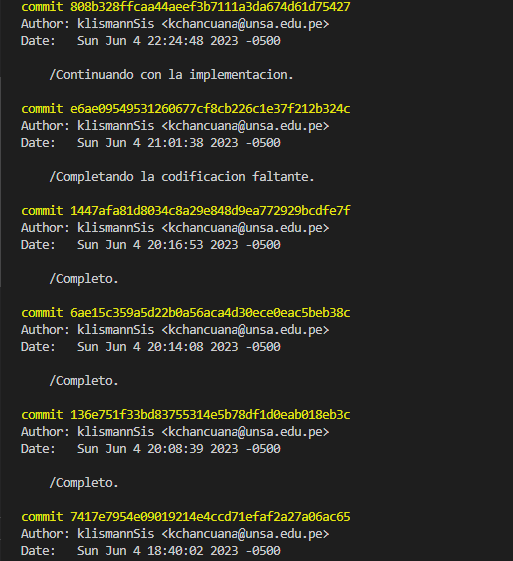 commit 808b328ffcaa44aeef3b7111a3da674d61d75427
Author: klismannSis <kchancuana@unsa.edu.pe>
Date:   Sun Jun 4 22:24:48 2023 -0500
/Continuando con la implementacion.
commit e6ae09549531260677cf8cb226c1e37f212b324c
Author: klismannSis <kchancuana@unsa.edu.pe>
Date:   Sun Jun 4 21:01:38 2023 -0500
/Completando la codificacion faltante.
commit 1447afa81d8034c8a29e848d9ea772929bcdfe7f
Author: klismannSis <kchancuana@unsa.edu.pe>
Date:   Sun Jun 4 20:16:53 2023 -0500
/Completo.
commit 6ae15c359a5d22b0a56aca4d30ece0eac5beb38c
Author: klismannSis <kchancuana@unsa.edu.pe>
Date:   Sun Jun 4 20:14:08 2023 -0500
/Completo.
commit 136e751f33bd83755314e5b78df1d0eab018eb3c
Author: klismannSis <kchancuana@unsa.edu.pe>
Date:   Sun Jun 4 20:08:39 2023 -0500
/Completo.
commit 7417e7954e09019214e4ccd71efaf2a27a06ac65
Author: klismannSis <kchancuana@unsa.edu.pe>
Date:   Sun Jun 4 18:40:02 2023 -0500